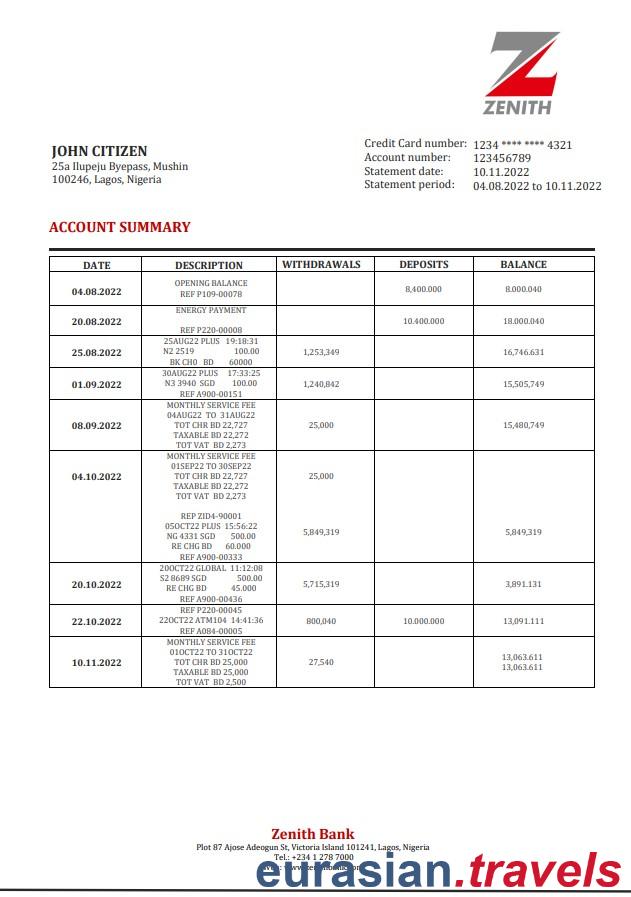 ZENITH
JOHN CITIZEN
25a Ilupeju Byepass, Mushin
100246, Lagos, Nigeria
Credit Card number: 1234 **** **** 4321
Account number: 123456789
Statement date: 10.11.2022
Statement period: 04.08.2022 to 10.11.2022
ACCOUNT SUMMARY
DATE DESCRIPTION WITHDRAWALS DEPOSITS BALANCE
OPENING BALANCE
04.08.2022 8,400.000 8.000.040
REF P109-00078
ENERGY PAYMENT
20.08.2022 10.400.000 18.000.040
REF P220-00008
25AUG22 PLUS 19:18:31
25.08.2022 N2 2519 100.00 1,253,349 16,746.631
BK CH0 BD 60000
30AUG22 PLUS 17:33:25
01.09.2022 N3 3940 SGD 100.00 1,240,842 15,505,749
REF A900-00151
MONTHLY SERVICE FEE
04AUG22 TO 31AUG22
08.09.2022 TOT CHR BD 22,727 25,000 15,480,749
TAXABLE BD 22,272
TOT VAT BD 2,273
MONTHLY SERVICE FEE
01SEP22 TO 30SEP22
04.10.2022 TOT CHR BD 22,727 25,000
TAXABLE BD 22,272
TOT VAT BD 2,273
REP ZID4-90001
05OCT22 PLUS 15:56:22
NG 4331 SGD 500.00 5,849,319 5,849,319
RE CHG BD 60.000
REF A900-00333
20OCT22 GLOBAL 11:12:08
20.10.2022 S2 8689 SGD 500.00 5,715,319 3,891.131
RE CHG BD 45.000
REF A900-00436
REF P220-00045
22.10.2022 22OCT22 ATM104 14:41:36 800,040 10.000.000 13,091.111
REF A084-00005
MONTHLY SERVICE FEE
01OCT22 TO 31OCT22
10.11.2022 TOT CHR BD 25,000 27,540 13,063.611
TAXABLE BD 25,000 13,063.611
TOT VAT BD 2,500
Zenith Bank
Plot 87 Ajose Adeogun St, Victoria Island 101241, Lagos, Nigeria
Tel.: +234 1 278 7000
eurasian.travels